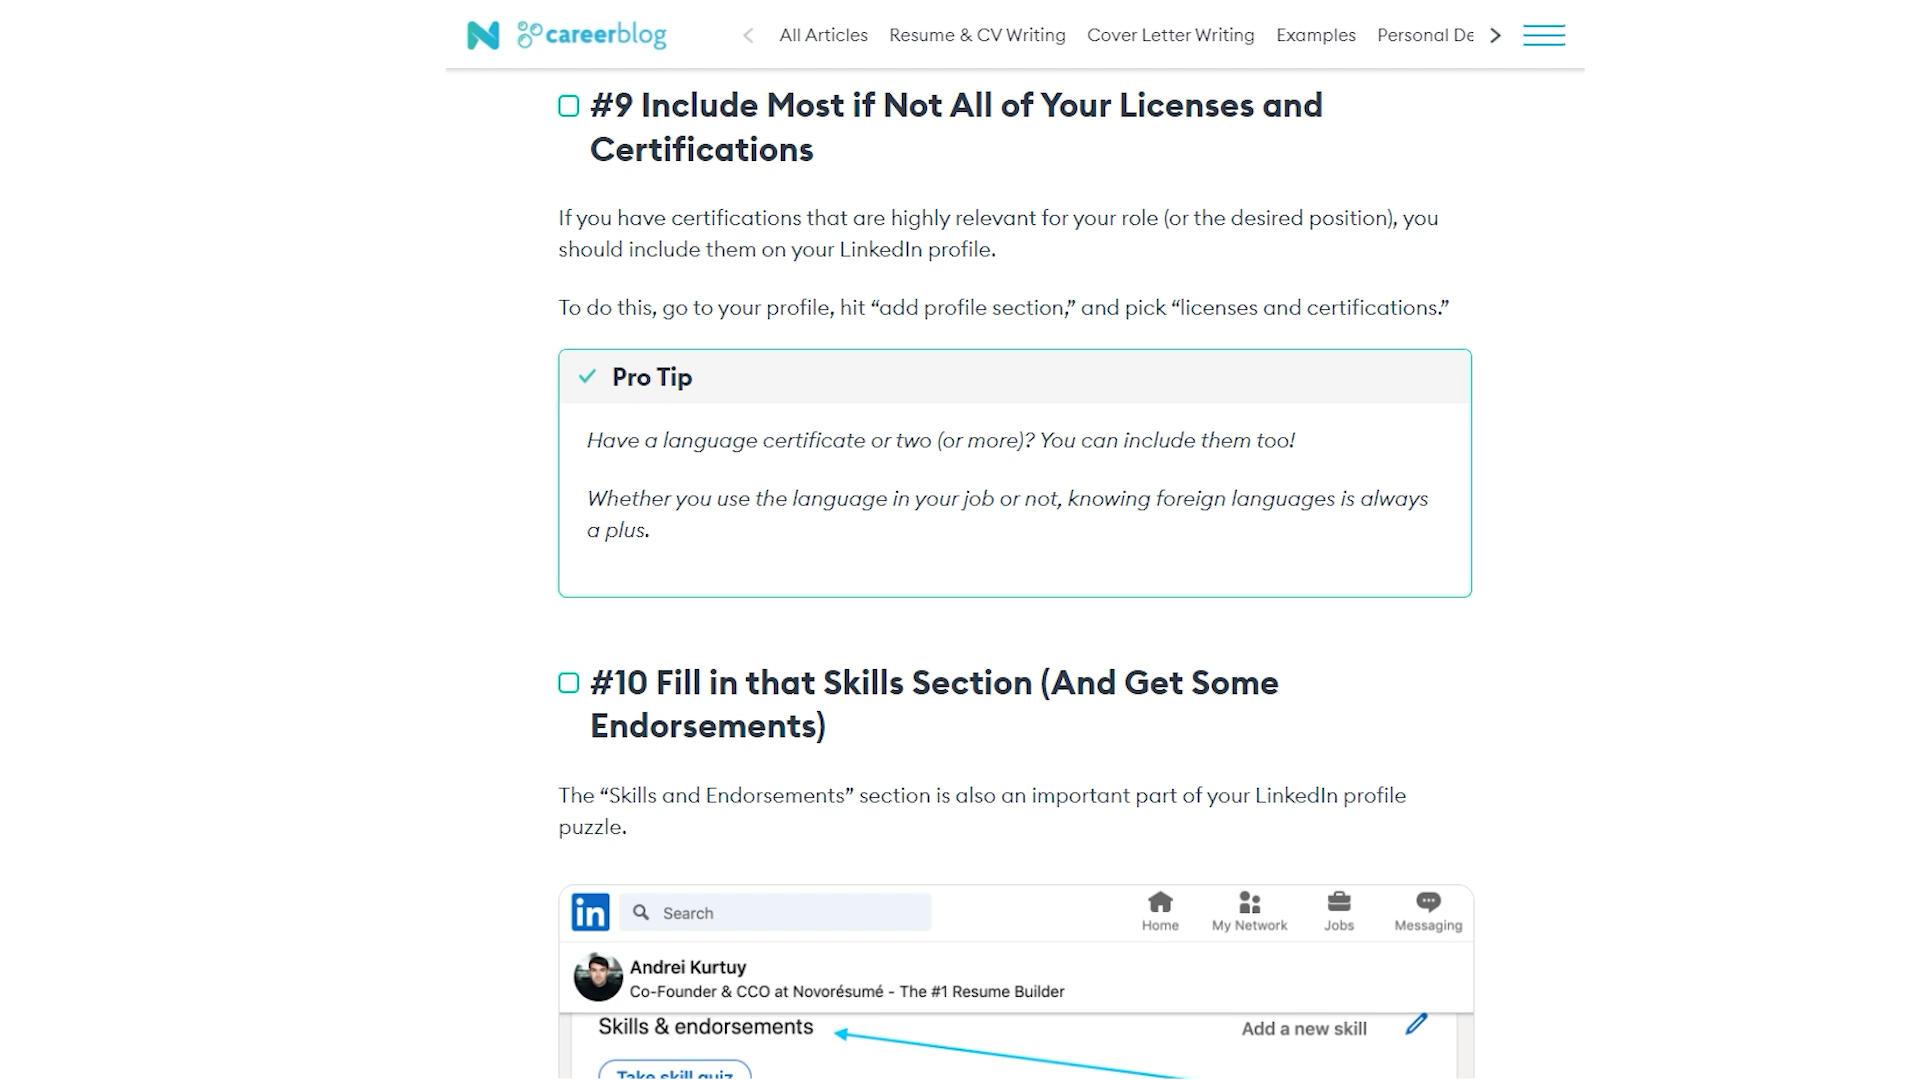 careerblog
All Articles Resume & CV Writing Cover Letter Writing Examples Personal De
#9 Include Most if Not All of Your Licenses and
Certifications
If you have certifications that are highly relevant for your role (or the desired position), you
should include them on your LinkedIn profile.
To do this, go to your profile, hit “add profile section,” and pick “licenses and certifications.”
Pro Tip
Have a language certificate or two (or more)? You can include them too!
Whether you use the language in your job or not, knowing foreign languages is always
a plus.
#10 Fill in that Skills Section (And Get Some
Endorsements)
The “Skills and Endorsements” section is also an important part of your LinkedIn profile
puzzle.
in Search Home My Network Jobs Messaging
Andrei Kurtuy
Co-Founder & CCO at Novorésumé - The #1 Resume Builder
Skills & endorsements Add a new skill
Take skill quiz